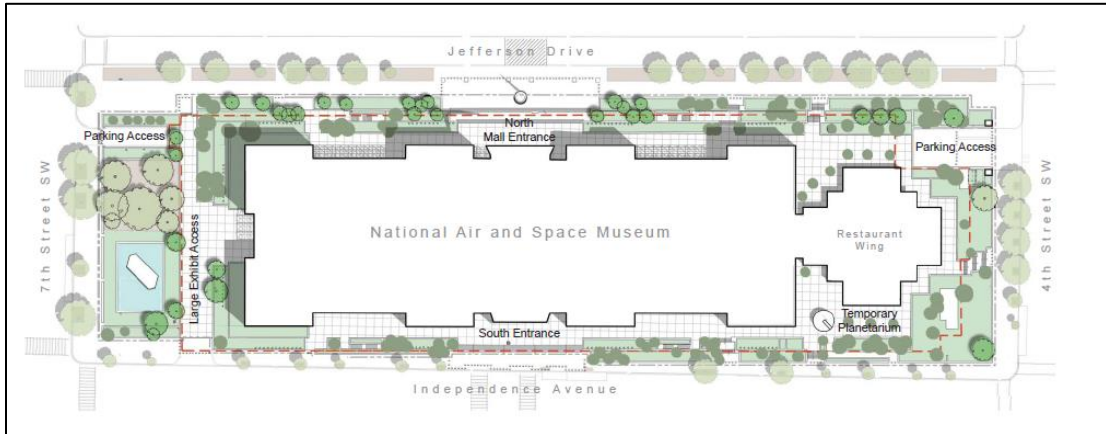 Jefferson Drive
North
Mall Entrance
Parking Access
Parking Access
7th Street SW
Large Exhibit Access
National Air and Space Museum
Restaurant
Wing
4th Street SW
Temporary
Planetarium
South Entrance
Independence Avenue